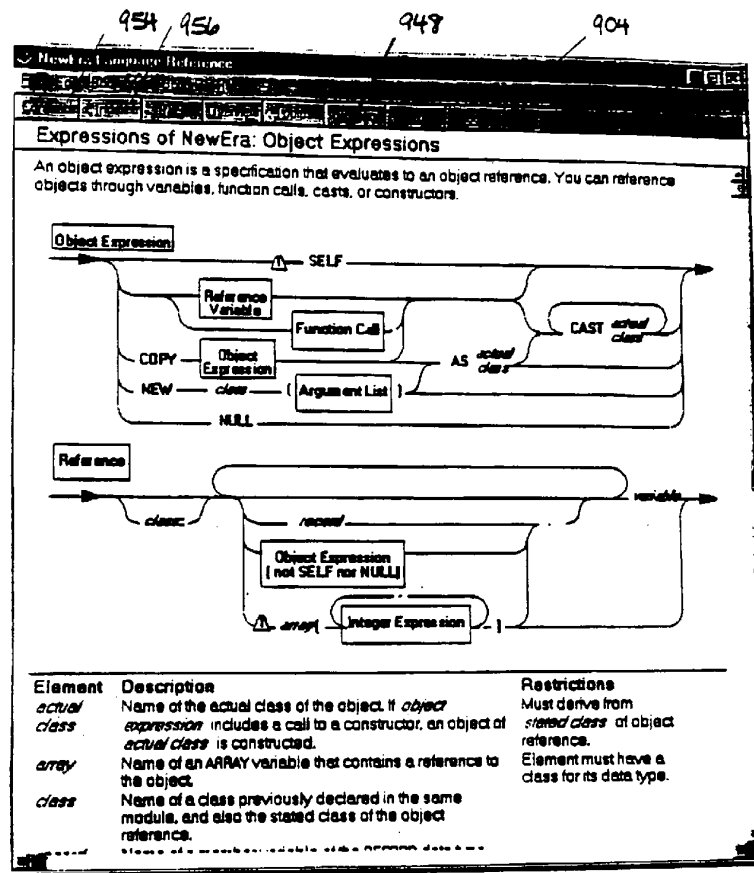 954 956 948 904
NewEra Language Reference
Expressions of NewEra: Object Expressions
An object expression is a specification that evaluates to an object reference. You can reference
objects through variables, function calls, casts, or constructors.
Object Expression
SELF
Reference
Variable
Function Call
CAST actual
class
COPY Object
Expression
AS actual
class
NEW class ( Argument List )
NULL
Reference
class: variable
record .
Object Expression
( not SELF nor NULL)
array[ Integer Expression ]
,
Element Description Restrictions
actual Name of the actual class of the object. If object Must derive from
class expression includes a call to a constructor, an object of stated class of object
actual class is constructed. reference.
array Name of an ARRAY variable that contains a reference to Element must have a
the object. class for its data type.
class Name of a class previously declared in the same
module, and also the stated class of the object
reference.